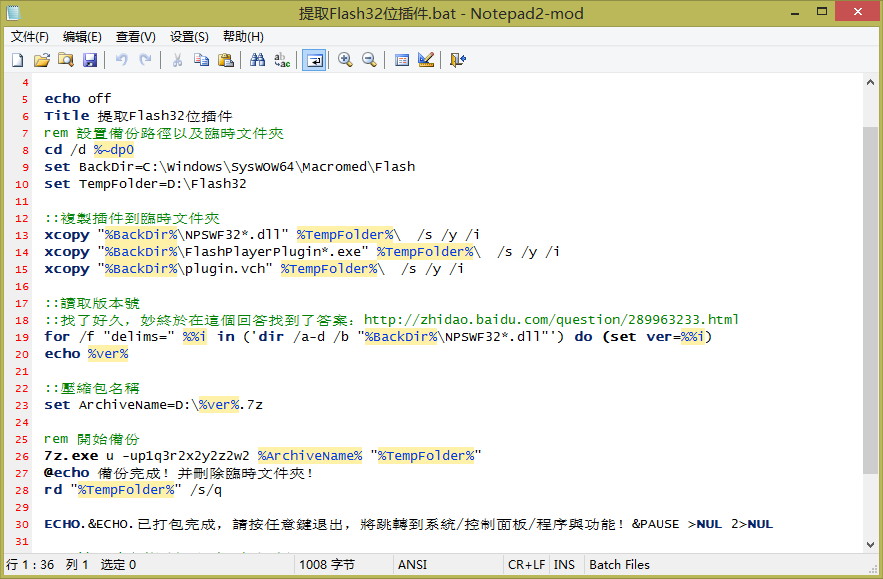 提取Flash32位插件.bat - Notepad2-mod
文件(F) 编辑(E) 查看(V) 设置(S) 帮助(H)
4
5 echo off
6 Title 提取Flash32位插件
7 rem 設置備份路徑以及臨時文件夾
8 cd /d %~dp0
9 set BackDir=C:\Windows\SysWOW64\Macromed\Flash
10 set TempFolder=D:\Flash32
11
12 ::複製插件到臨時文件夾
13 xcopy "%BackDir%\NPSWF32*.dll" %TempFolder%\  /s /y /i
14 xcopy "%BackDir%\FlashPlayerPlugin*.exe" %TempFolder%\  /s /y /i
15 xcopy "%BackDir%\plugin.vch" %TempFolder%\  /s /y /i
16
17 ::讀取版本號
18 ::找了好久，妙終於在這個回答找到了答案：http://zhidao.baidu.com/question/289963233.html
19 for /f "delims=" %%i in ('dir /a-d /b "%BackDir%\NPSWF32*.dll"') do (set ver=%%i)
20 echo %ver%
21
22 ::壓縮包名稱
23 set ArchiveName=D:\%ver%.7z
24
25 rem 開始備份
26 7z.exe u -up1q3r2x2y2z2w2 %ArchiveName% "%TempFolder%"
27 @echo 備份完成！并刪除臨時文件夾！
28 rd "%TempFolder%" /s/q
29
30 ECHO.&ECHO.已打包完成，請按任意鍵退出，將跳轉到系統/控制面板/程序與功能！&PAUSE >NUL 2>NUL
31
行 1 : 36 列 1 选定 0 1008 字节 ANSI CR+LF INS Batch Files